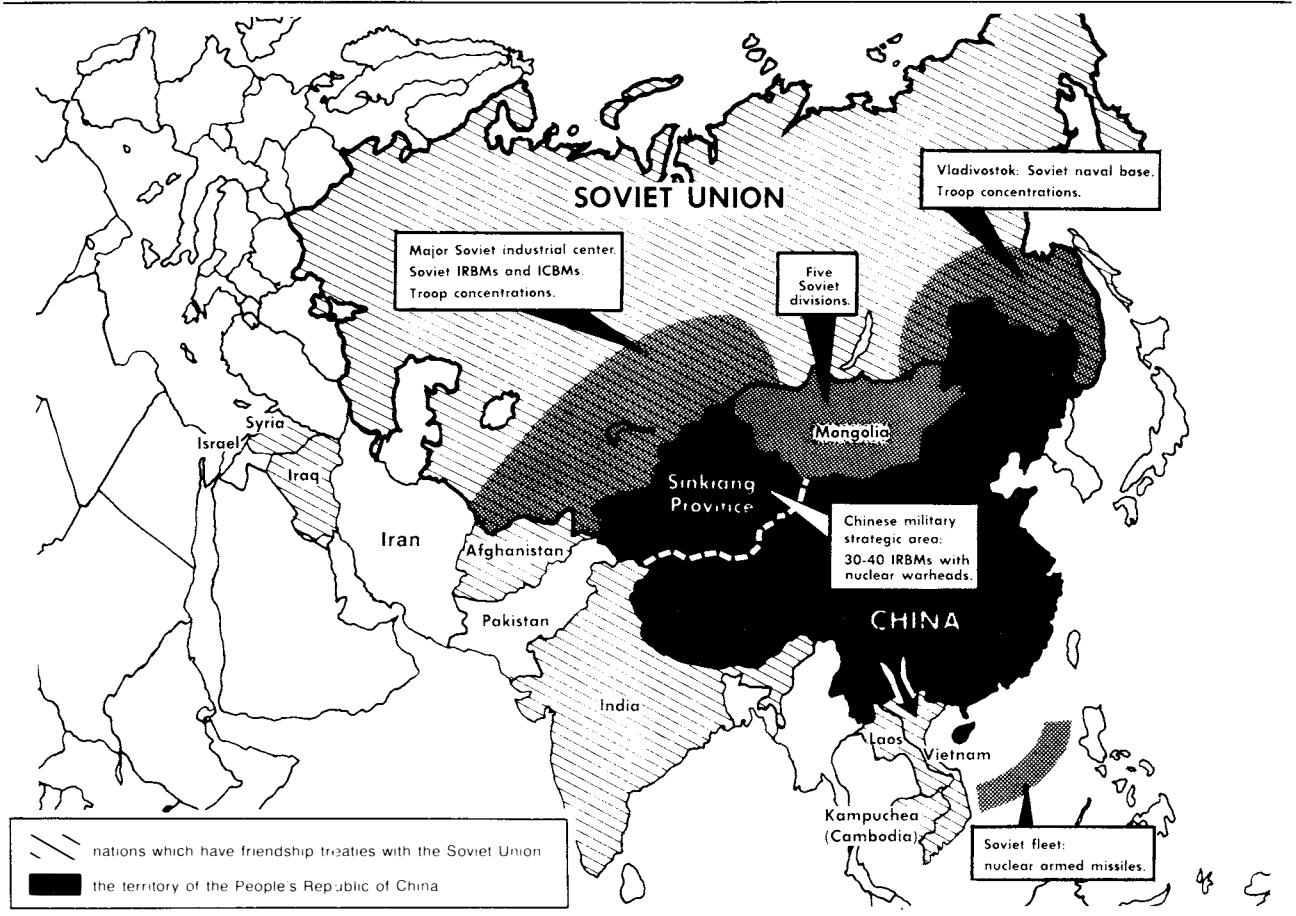 SOVIET UNION
Vladivostok: Soviet naval base.
Troop concentrations.
Major Soviet industrial center.
Soviet IRBMs and ICBMs.
Troop concentrations.
Five
Soviet
divisions.
Syria
Israel
Iraq
Iran
Mongolia
Sinkiang
Province
Afghanistan
Chinese military
strategic area:
30-40 IRBMs with
nuclear warheads.
Pakistan
CHINA
India
Laos
Vietnam
Kampuchea
(Cambodia)
Soviet fleet:
nuclear armed missiles.
nations which have friendship treaties with the Soviet Union
the territory of the People's Republic of China